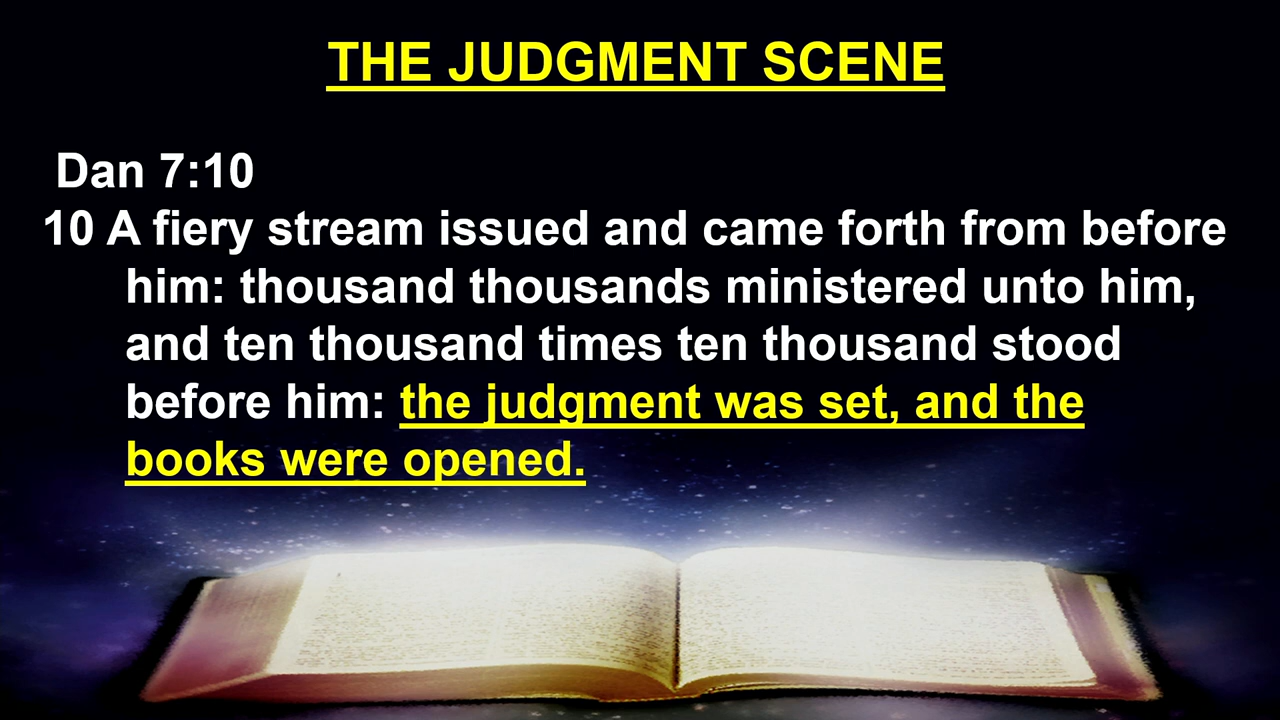 THE JUDGMENT SCENE
Dan 7:10
10 A fiery stream issued and came forth from before
him: thousand thousands ministered unto him,
and ten thousand times ten thousand stood
before him: the judgment was set, and the
books were opened.